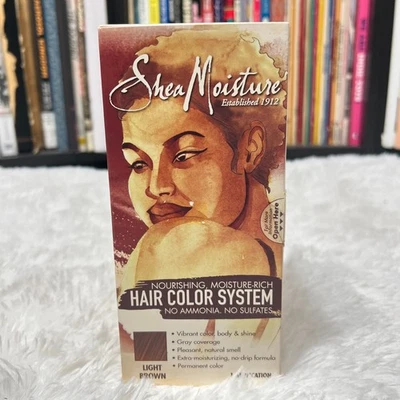 SheaMoisture
Established 1912
Open Here
NOURISHING, MOISTURE-RICH
HAIR COLOR SYSTEM
NO AMMONIA. NO SULFATES.
• Vibrant color, body & shine
• Gray coverage
• Pleasant, natural smell
• Extra-moisturizing, no-drip formula
• Permanent color
LIGHT
BROWN